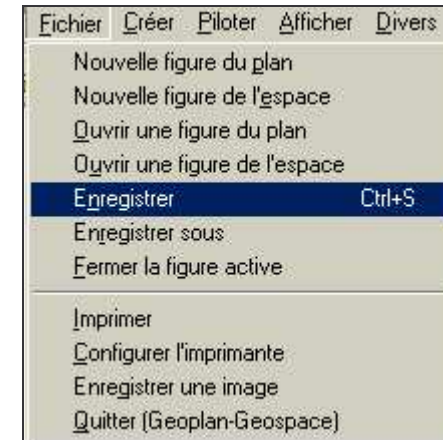 Fichier Créer Piloter Afficher Divers
Nouvelle figure du plan
Nouvelle figure de l'espace
Ouvrir une figure du plan
Ouvrir une figure de l'espace
Enregistrer Ctrl+S
Enregistrer sous
Fermer la figure active
Imprimer
Configurer l'imprimante
Enregistrer une image
Quitter (Geoplan-Geospace)